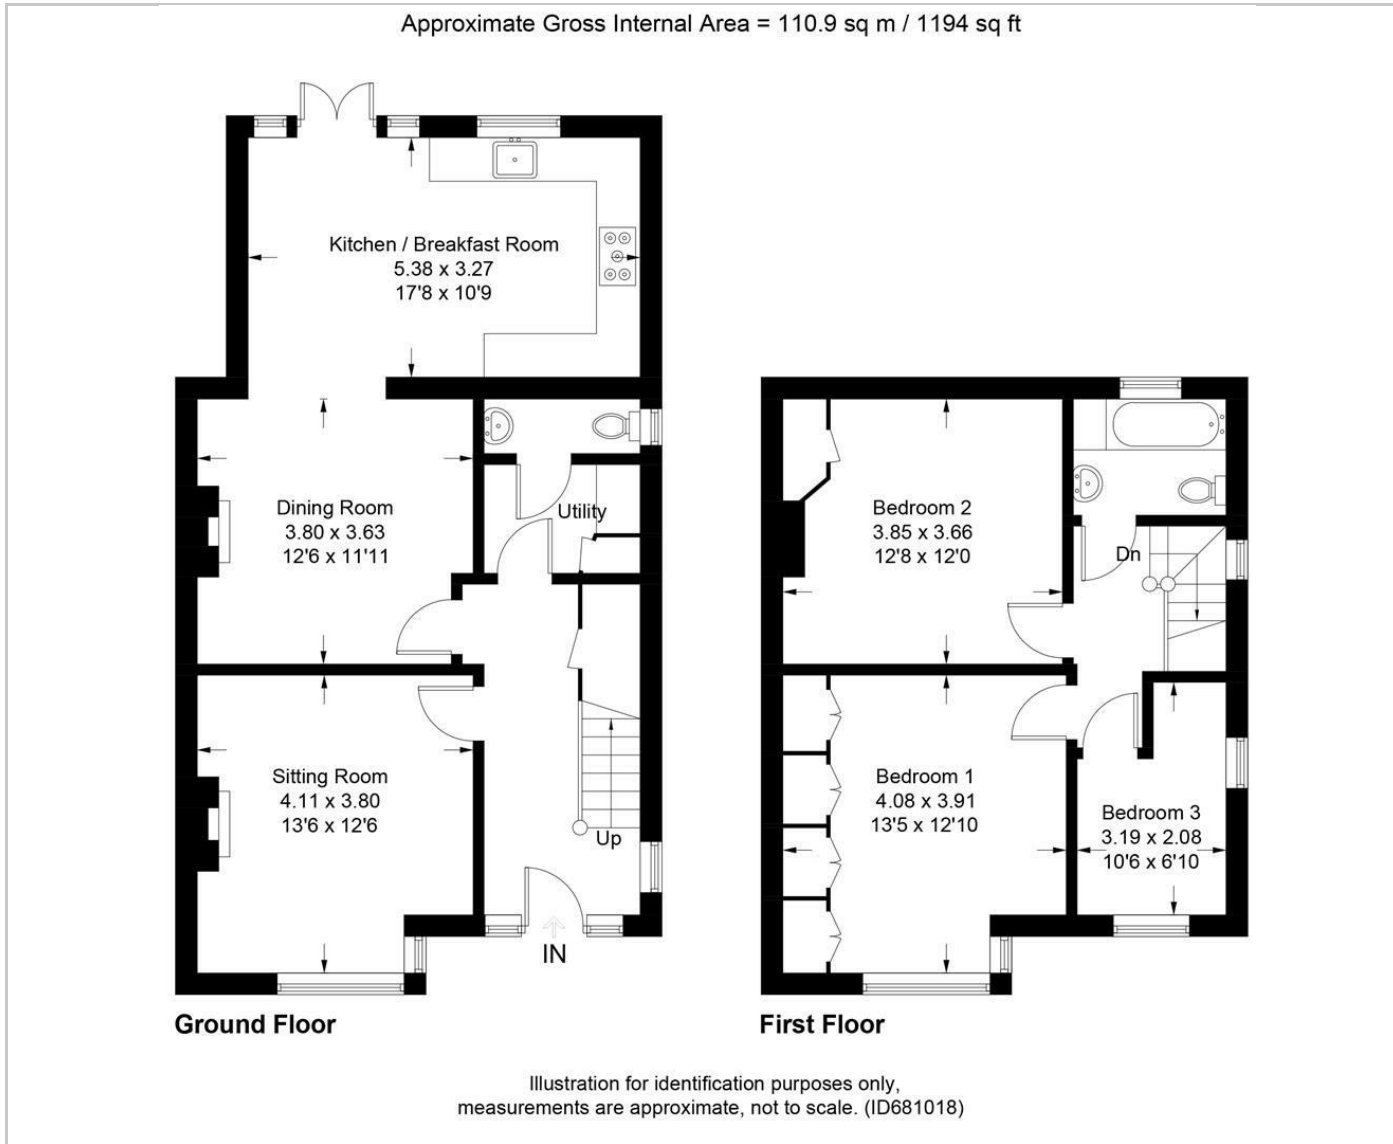 Approximate Gross Internal Area = 110.9 sq m / 1194 sq ft
Kitchen / Breakfast Room
5.38 x 3.27
17'8 x 10'9
Dining Room
3.80 x 3.63
12'6 x 11'11
Utility
Sitting Room
4.11 x 3.80
13'6 x 12'6
Up
IN
Ground Floor
Bedroom 2
3.85 x 3.66
12'8 x 12'0
Dn
Bedroom 1
4.08 x 3.91
13'5 x 12'10
Bedroom 3
3.19 x 2.08
10'6 x 6'10
First Floor
Illustration for identification purposes only,
measurements are approximate, not to scale. (ID681018)